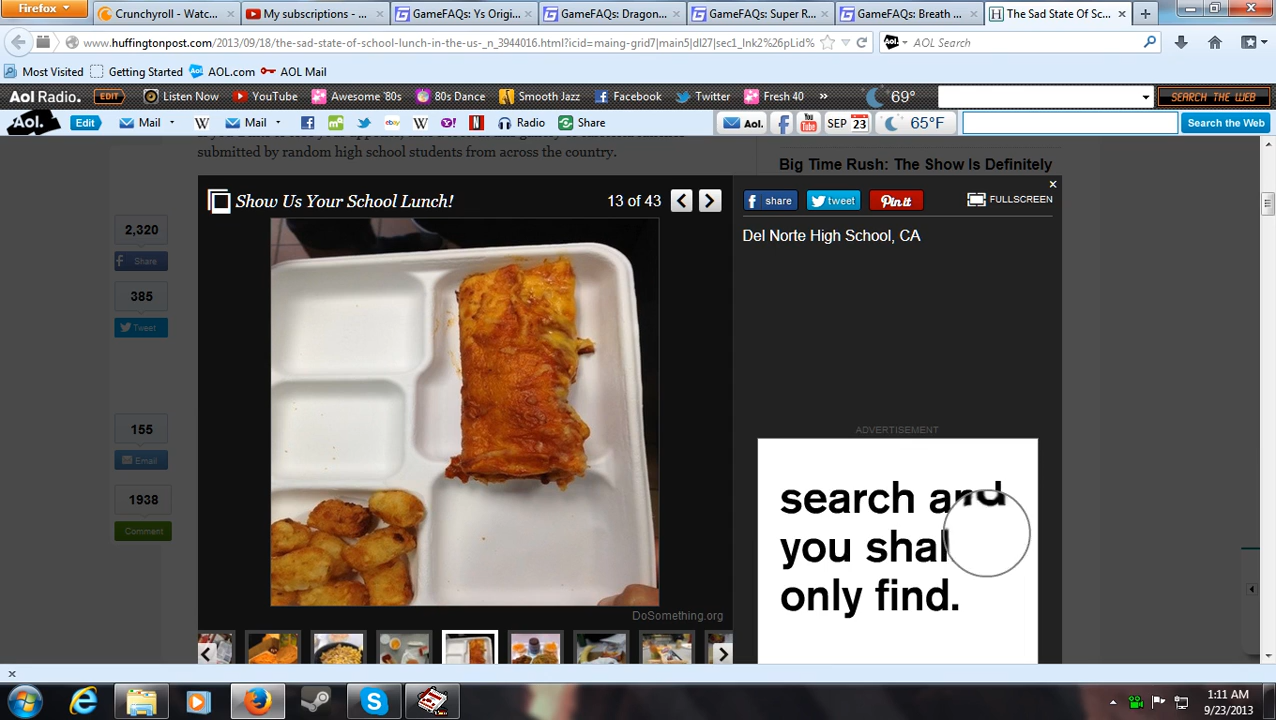 Firefox
Crunchyroll - Watc...
My subscriptions - ...
GameFAQs: Ys Origi...
GameFAQs: Dragon...
GameFAQs: Super R...
GameFAQs: Breath ...
The Sad State Of Sc...
www.huffingtonpost.com/2013/09/18/the-sad-state-of-school-lunch-in-the-us-_n_3944016.html?icid=maing-grid7|main5|dl27|sec1_lnk2%26pLid%
Aol. AOL Search
Most Visited Getting Started AOL.com AOL Mail
Aol Radio. EDIT Listen Now YouTube Awesome '80s 80s Dance Smooth Jazz Facebook Twitter Fresh 40 » 69° SEARCH THE WEB
Aol. Edit Mail Mail ebay Radio Share Aol. SEP 23 65°F Search the Web
submitted by random high school students from across the country.
Big Time Rush: The Show Is Definitely
Show Us Your School Lunch! 13 of 43
share tweet Pin it FULLSCREEN
Del Norte High School, CA
2,320
Share
385
Tweet
155
Email
1938
Comment
ADVERTISEMENT
search and
you shal
only find.
DoSomething.org
1:11 AM
9/23/2013